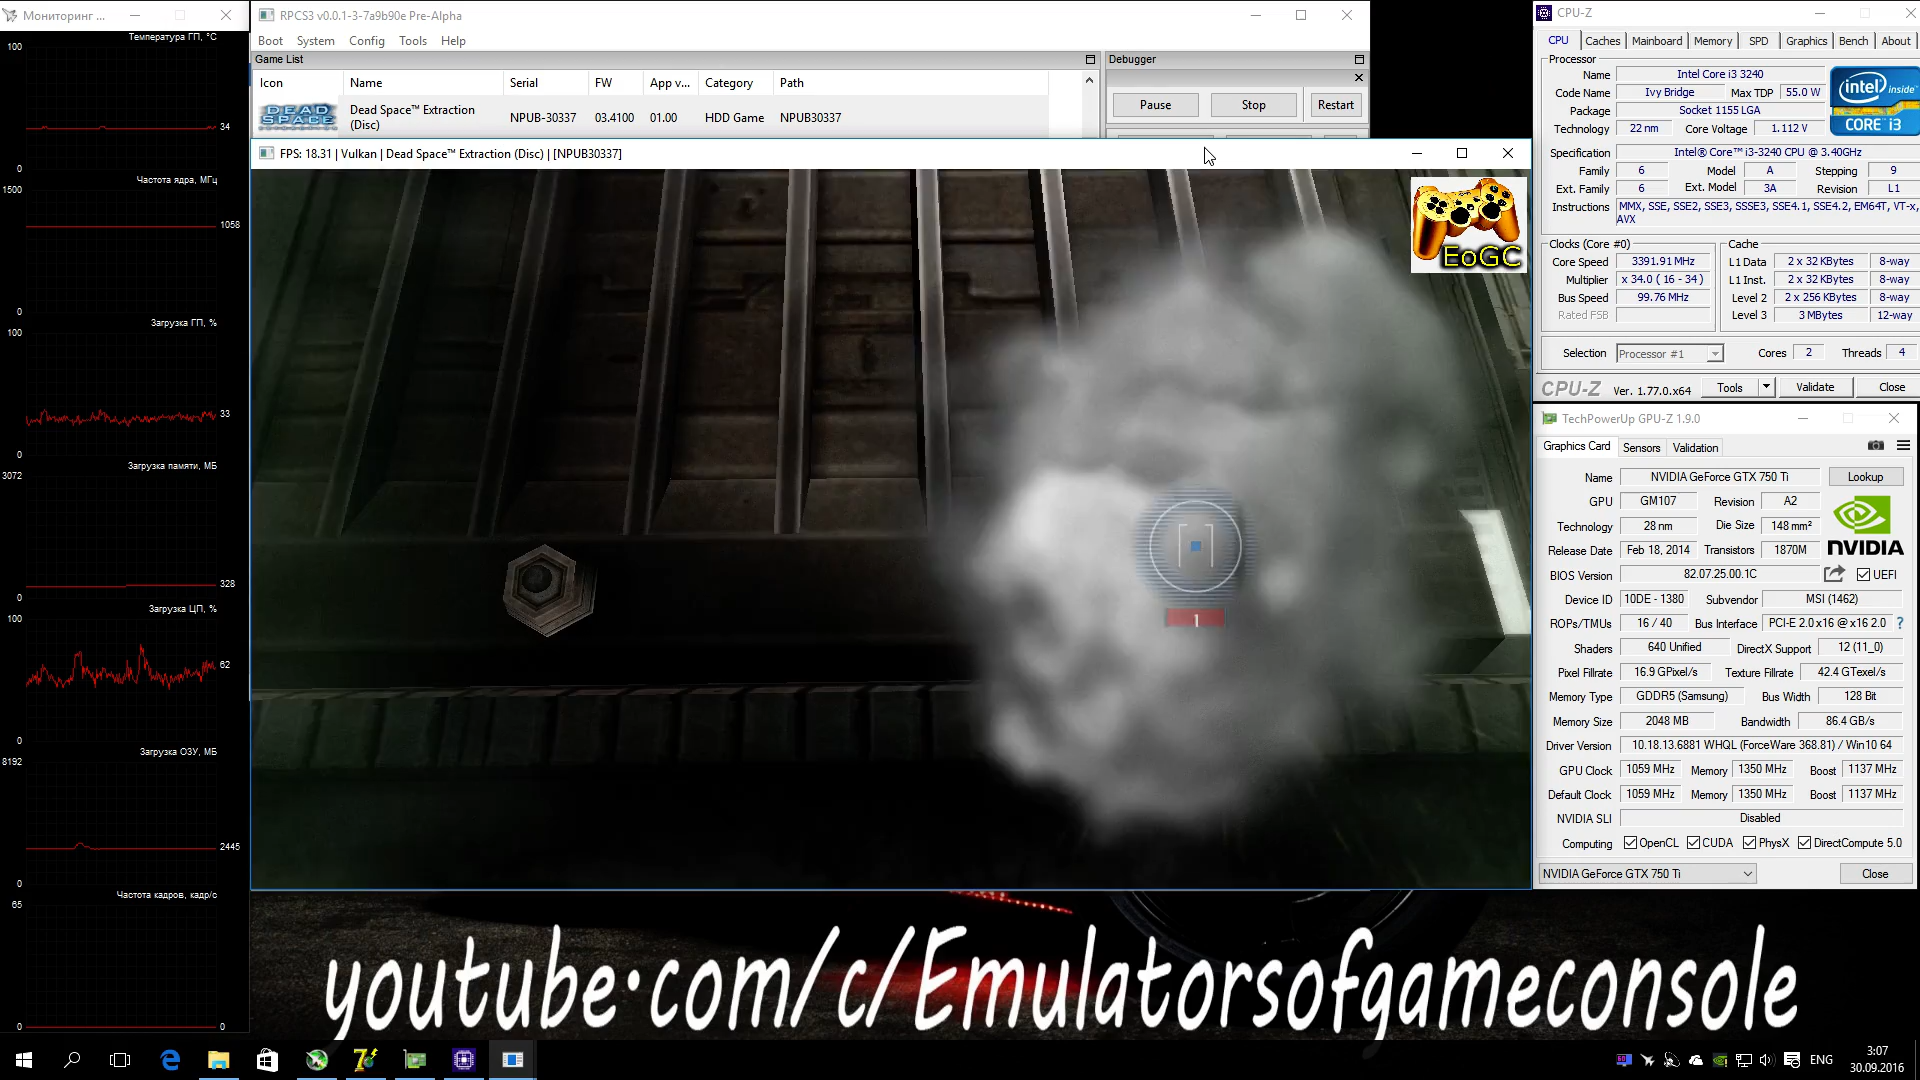 Мониторинг ...
Температура ГП, °C
100
34
0
Частота ядра, МГц
1500
1058
0
Загрузка ГП, %
100
33
0
Загрузка памяти, МБ
3072
328
0
Загрузка ЦП, %
100
62
0
Загрузка ОЗУ, МБ
8192
2445
0
Частота кадров, кадр/с
65
0
0
RPCS3 v0.0.1-3-7a9b90e Pre-Alpha
Boot System Config Tools Help
Game List
Icon Name Serial FW App v... Category Path
DEAD SPACE
Dead Space™ Extraction (Disc) NPUB-30337 03.4100 01.00 HDD Game NPUB30337
Debugger
Pause Stop Restart
FPS: 18.31 | Vulkan | Dead Space™ Extraction (Disc) | [NPUB30337]
EoGC
1
CPU-Z
CPU Caches Mainboard Memory SPD Graphics Bench About
Processor
Name Intel Core i3 3240
Code Name Ivy Bridge Max TDP 55.0 W
Package Socket 1155 LGA
Technology 22 nm Core Voltage 1.112 V
intel inside™
CORE i3
Specification Intel® Core™ i3-3240 CPU @ 3.40GHz
Family 6 Model A Stepping 9
Ext. Family 6 Ext. Model 3A Revision L1
Instructions MMX, SSE, SSE2, SSE3, SSSE3, SSE4.1, SSE4.2, EM64T, VT-x,
AVX
Clocks (Core #0)
Core Speed 3391.91 MHz
Multiplier x 34.0 ( 16 - 34 )
Bus Speed 99.76 MHz
Rated FSB
Cache
L1 Data 2 x 32 KBytes 8-way
L1 Inst. 2 x 32 KBytes 8-way
Level 2 2 x 256 KBytes 8-way
Level 3 3 MBytes 12-way
Selection Processor #1 Cores 2 Threads 4
CPU-Z Ver. 1.77.0.x64 Tools Validate Close
TechPowerUp GPU-Z 1.9.0
Graphics Card Sensors Validation
Name NVIDIA GeForce GTX 750 Ti Lookup
GPU GM107 Revision A2
Technology 28 nm Die Size 148 mm²
Release Date Feb 18, 2014 Transistors 1870M
NVIDIA
BIOS Version 82.07.25.00.1C UEFI
Device ID 10DE - 1380 Subvendor MSI (1462)
ROPs/TMUs 16 / 40 Bus Interface PCI-E 2.0 x16 @ x16 2.0 ?
Shaders 640 Unified DirectX Support 12 (11_0)
Pixel Fillrate 16.9 GPixel/s Texture Fillrate 42.4 GTexel/s
Memory Type GDDR5 (Samsung) Bus Width 128 Bit
Memory Size 2048 MB Bandwidth 86.4 GB/s
Driver Version 10.18.13.6881 WHQL (ForceWare 368.81) / Win10 64
GPU Clock 1059 MHz Memory 1350 MHz Boost 1137 MHz
Default Clock 1059 MHz Memory 1350 MHz Boost 1137 MHz
NVIDIA SLI Disabled
Computing OpenCL CUDA PhysX DirectCompute 5.0
NVIDIA GeForce GTX 750 Ti Close
youtube.com/c/Emulatorsofgameconsole
ENG
3:07
30.09.2016